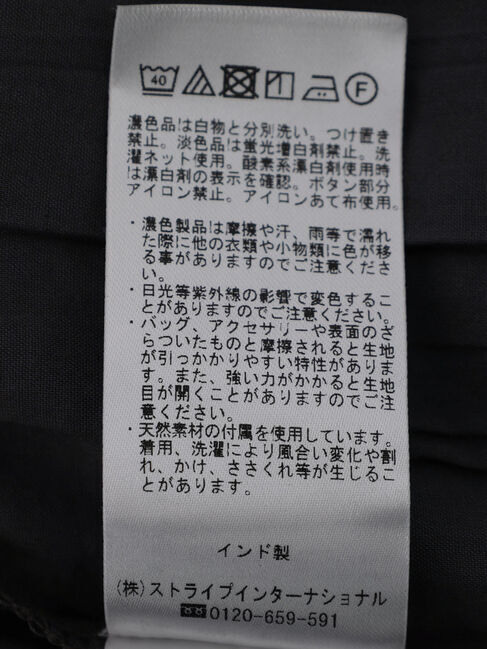 40 F
濃色品は白物と分別洗い。つけ置き
禁止。淡色品は蛍光増白剤禁止。洗
濯ネット使用。酸素系漂白剤使用時
は漂白剤の表示を確認。ボタン部分
アイロン禁止。アイロンあて布使用。
・濃色製品は摩擦や汗、雨等で濡れ
た際に他の衣類や小物類に色が移
る事がありますのでご注意くださ
い。
・日光等紫外線の影響で変色するこ
とがありますのでご注意ください。
・バッグ、アクセサリーや表面のざ
らついたものと摩擦されると生地
が引っかかりやすい特性がありま
す。また、強い力がかかると生地
目が開くことがありますのでご注
意ください。
・天然素材の付属を使用しています。
着用、洗濯により風合い変化や割
れ、かけ、ささくれ等が生じるこ
とがあります。
インド製
(株)ストライプインターナショナル
0120-659-591